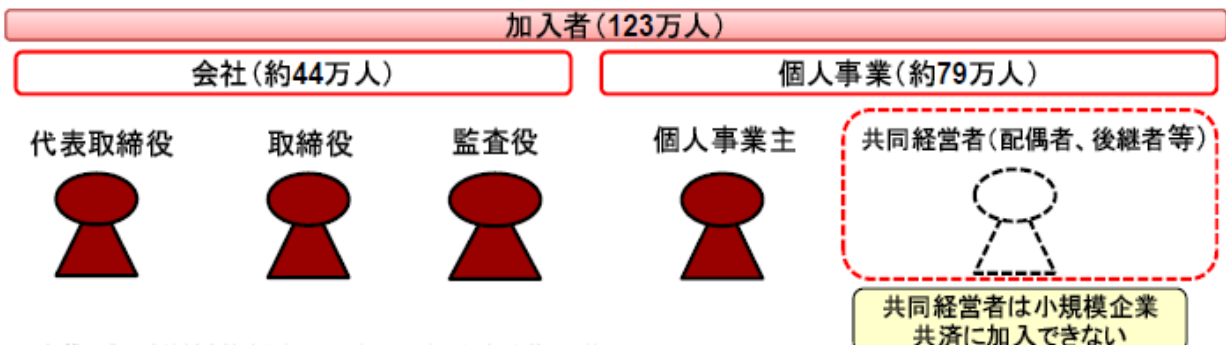 加入者（123万人）
会社（約44万人）
個人事業（約79万人）
代表取締役
取締役
監査役
個人事業主
共同経営者（配偶者、後継者等）
共同経営者は小規模企業
共済に加入できない